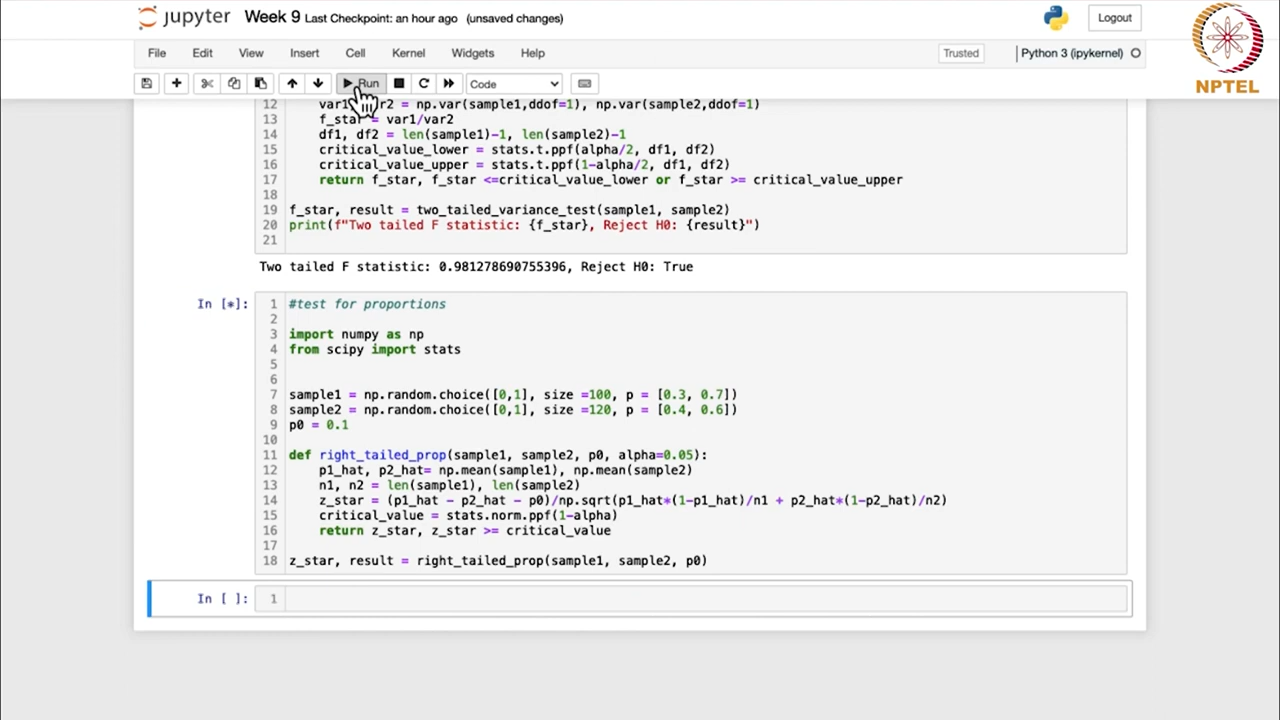 jupyter Week 9 Last Checkpoint: an hour ago (unsaved changes)
Logout
File Edit View Insert Cell Kernel Widgets Help
Trusted
Python 3 (ipykernel)
NPTEL
Run
Code
12 var1, var2 = np.var(sample1,ddof=1), np.var(sample2,ddof=1)
13 f_star = var1/var2
14 df1, df2 = len(sample1)-1, len(sample2)-1
15 critical_value_lower = stats.t.ppf(alpha/2, df1, df2)
16 critical_value_upper = stats.t.ppf(1-alpha/2, df1, df2)
17 return f_star, f_star <=critical_value_lower or f_star >= critical_value_upper
18
19 f_star, result = two_tailed_variance_test(sample1, sample2)
20 print(f"Two tailed F statistic: {f_star}, Reject H0: {result}")
21
Two tailed F statistic: 0.981278690755396, Reject H0: True
In [*]:
1 #test for proportions
2
3 import numpy as np
4 from scipy import stats
5
6
7 sample1 = np.random.choice([0,1], size =100, p = [0.3, 0.7])
8 sample2 = np.random.choice([0,1], size =120, p = [0.4, 0.6])
9 p0 = 0.1
10
11 def right_tailed_prop(sample1, sample2, p0, alpha=0.05):
12 p1_hat, p2_hat= np.mean(sample1), np.mean(sample2)
13 n1, n2 = len(sample1), len(sample2)
14 z_star = (p1_hat - p2_hat - p0)/np.sqrt(p1_hat*(1-p1_hat)/n1 + p2_hat*(1-p2_hat)/n2)
15 critical_value = stats.norm.ppf(1-alpha)
16 return z_star, z_star >= critical_value
17
18 z_star, result = right_tailed_prop(sample1, sample2, p0)
In [ ]: 1